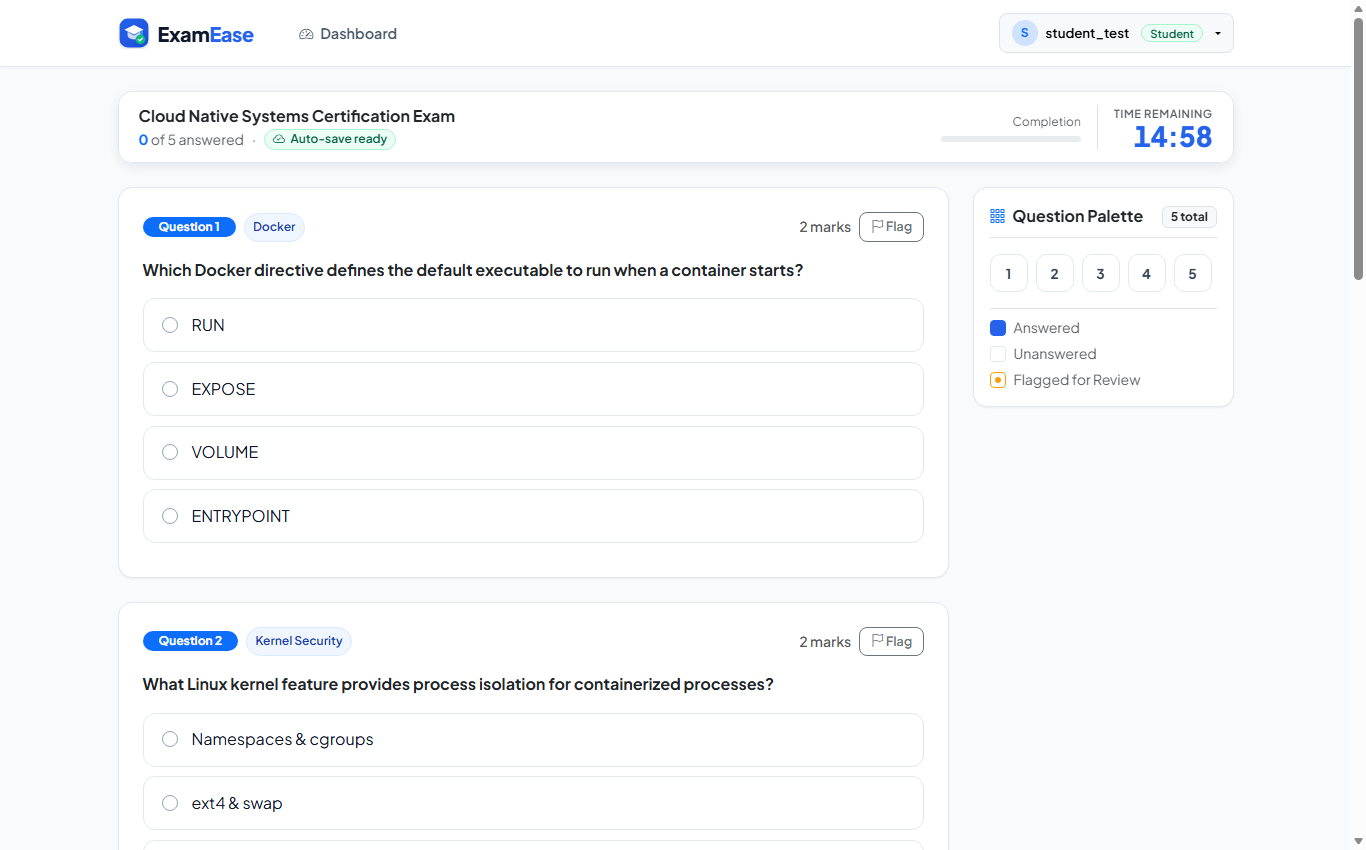 ExamEase
Dashboard
S student_test Student
Cloud Native Systems Certification Exam
0 of 5 answered · Auto-save ready
Completion
TIME REMAINING
14:58
Question 1 Docker 2 marks Flag
Which Docker directive defines the default executable to run when a container starts?
RUN
EXPOSE
VOLUME
ENTRYPOINT
Question 2 Kernel Security 2 marks Flag
What Linux kernel feature provides process isolation for containerized processes?
Namespaces & cgroups
ext4 & swap
Question Palette 5 total
1 2 3 4 5
Answered
Unanswered
Flagged for Review